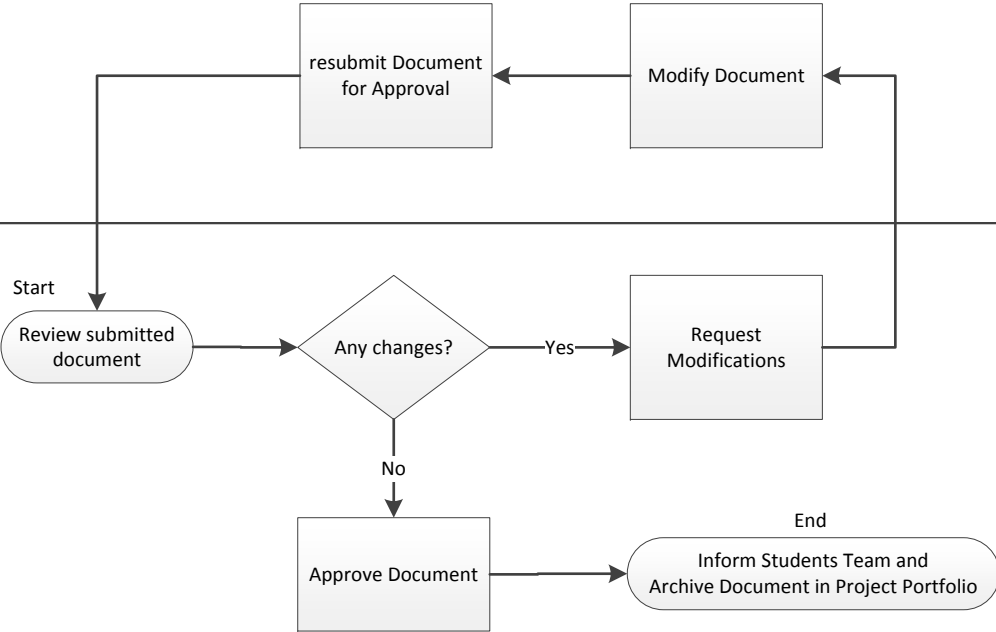 resubmit Document
for Approval
Modify Document
Start
Review submitted
document
Any changes?
Yes
Request
Modifications
No
Approve Document
End
Inform Students Team and
Archive Document in Project Portfolio